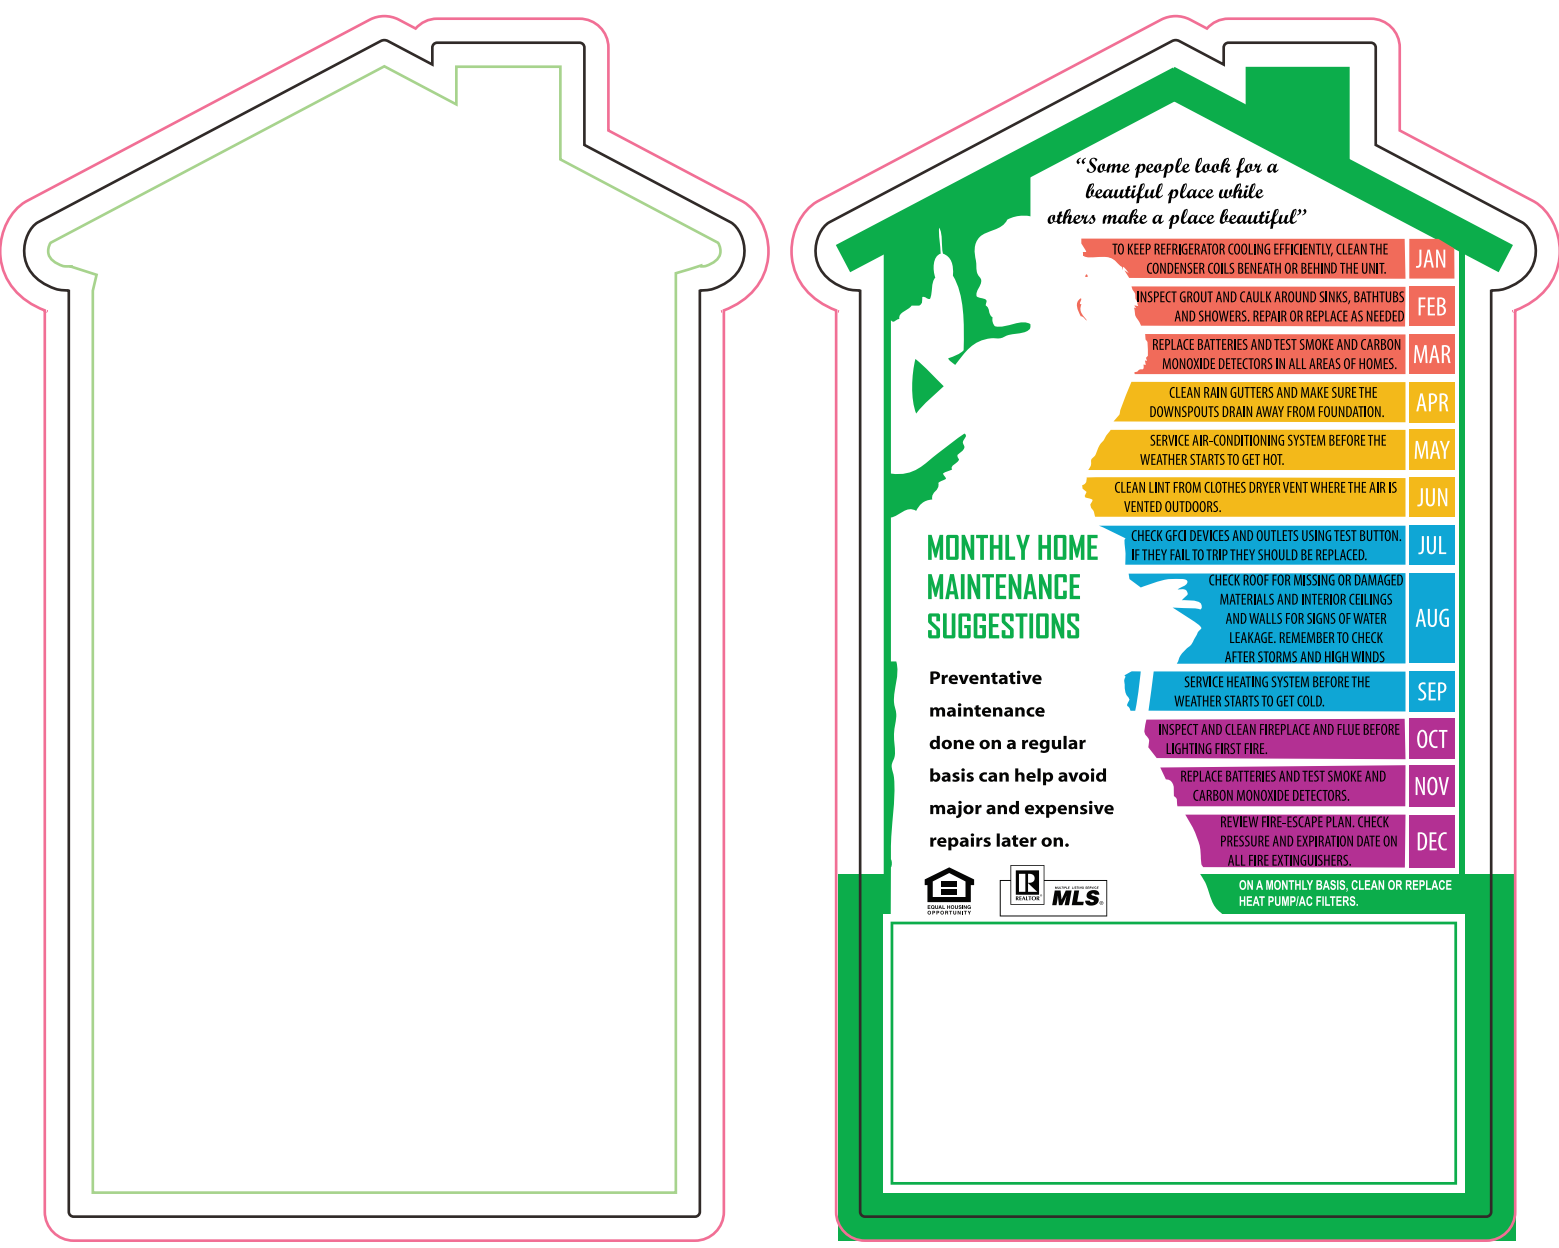 “Some people look for a
beautiful place while
others make a place beautiful”
TO KEEP REFRIGERATOR COOLING EFFICIENTLY, CLEAN THE
CONDENSER COILS BENEATH OR BEHIND THE UNIT.
JAN
INSPECT GROUT AND CAULK AROUND SINKS, BATHTUBS
AND SHOWERS. REPAIR OR REPLACE AS NEEDED
FEB
REPLACE BATTERIES AND TEST SMOKE AND CARBON
MONOXIDE DETECTORS IN ALL AREAS OF HOMES.
MAR
CLEAN RAIN GUTTERS AND MAKE SURE THE
DOWNSPOUTS DRAIN AWAY FROM FOUNDATION.
APR
SERVICE AIR-CONDITIONING SYSTEM BEFORE THE
WEATHER STARTS TO GET HOT.
MAY
CLEAN LINT FROM CLOTHES DRYER VENT WHERE THE AIR IS
VENTED OUTDOORS.
JUN
CHECK GFCI DEVICES AND OUTLETS USING TEST BUTTON.
IF THEY FAIL TO TRIP THEY SHOULD BE REPLACED.
JUL
CHECK ROOF FOR MISSING OR DAMAGED
MATERIALS AND INTERIOR CEILINGS
AND WALLS FOR SIGNS OF WATER
LEAKAGE. REMEMBER TO CHECK
AFTER STORMS AND HIGH WINDS
AUG
SERVICE HEATING SYSTEM BEFORE THE
WEATHER STARTS TO GET COLD.
SEP
INSPECT AND CLEAN FIREPLACE AND FLUE BEFORE
LIGHTING FIRST FIRE.
OCT
REPLACE BATTERIES AND TEST SMOKE AND
CARBON MONOXIDE DETECTORS.
NOV
REVIEW FIRE-ESCAPE PLAN. CHECK
PRESSURE AND EXPIRATION DATE ON
ALL FIRE EXTINGUISHERS.
DEC
ON A MONTHLY BASIS, CLEAN OR REPLACE
HEAT PUMP/AC FILTERS.
MONTHLY HOME
MAINTENANCE
SUGGESTIONS
Preventative
maintenance
done on a regular
basis can help avoid
major and expensive
repairs later on.
EQUAL HOUSING
OPPORTUNITY
R
REALTOR®
MULTIPLE LISTING SERVICE
MLS®